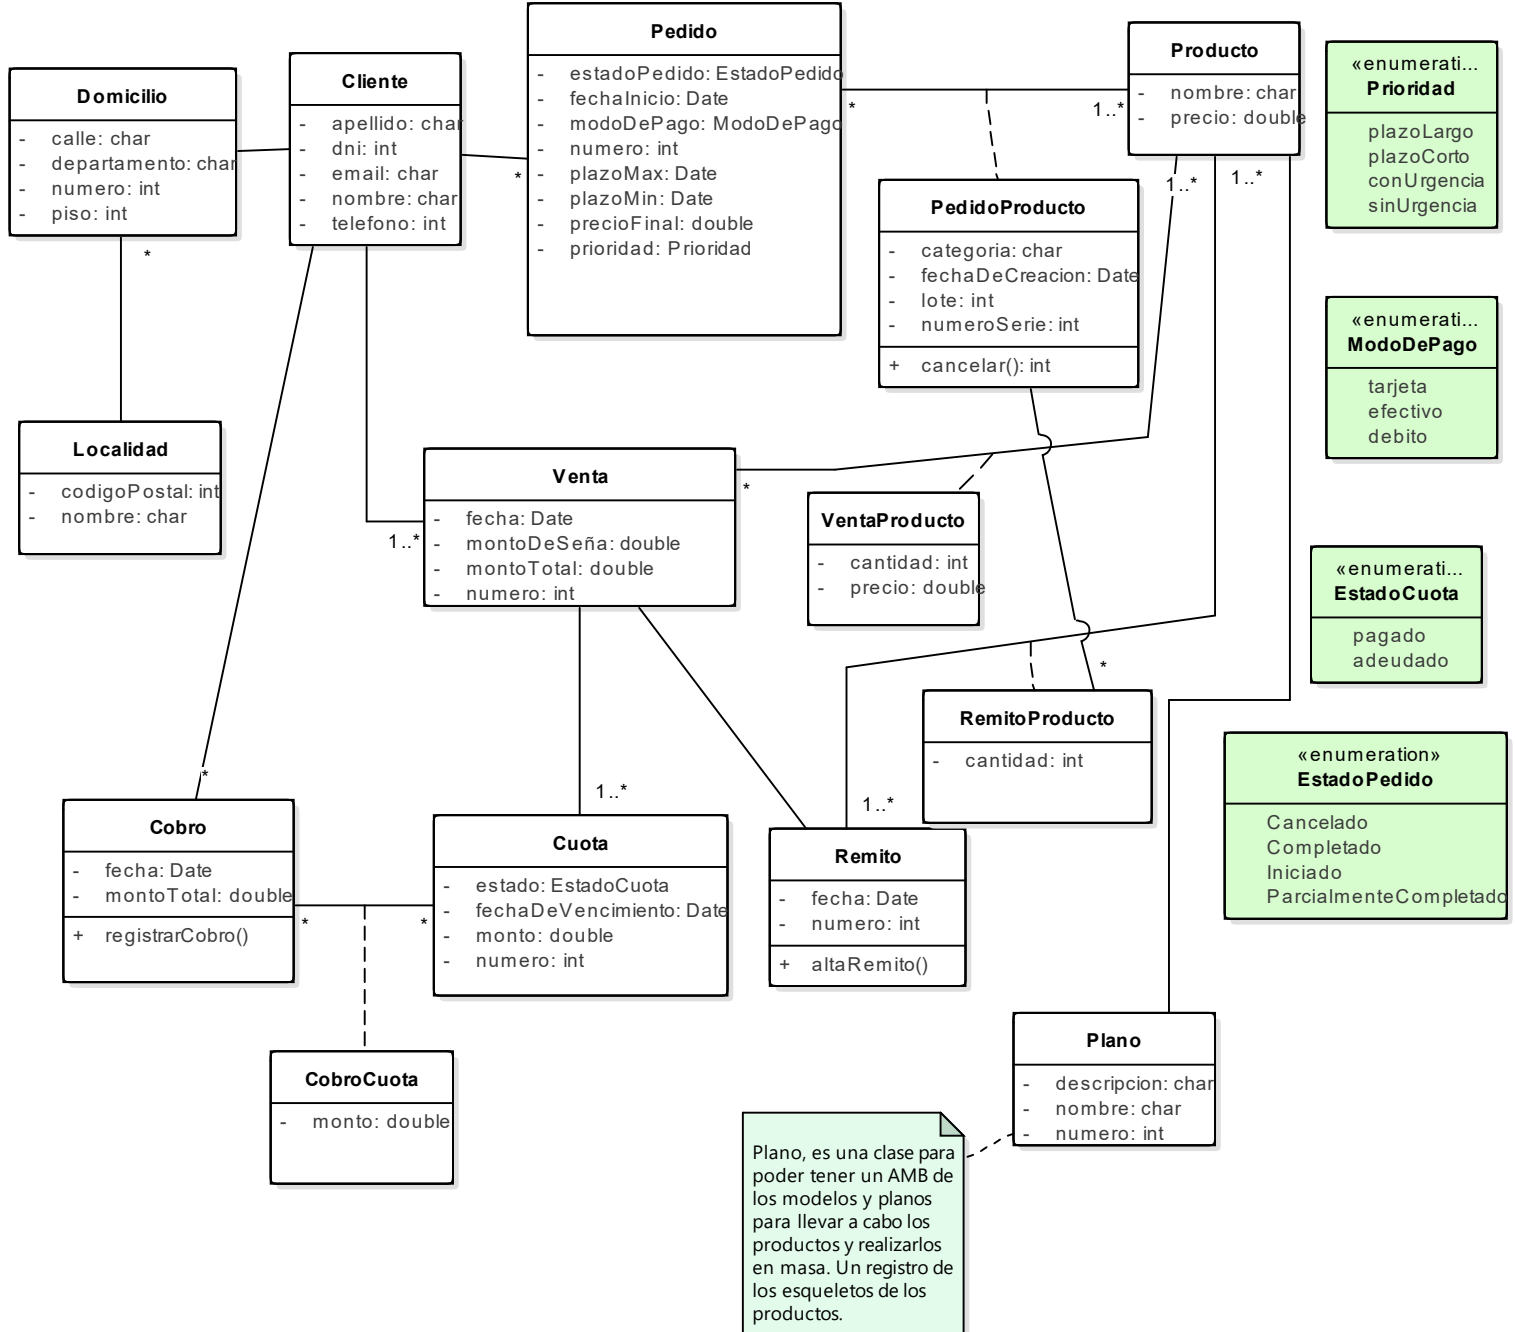 Pedido
- estadoPedido: EstadoPedido
- fechaInicio: Date
- modoDePago: ModoDePago
- numero: int
- plazoMax: Date
- plazoMin: Date
- precioFinal: double
- prioridad: Prioridad
Producto
- nombre: char
- precio: double
«enumerati...
Prioridad
plazoLargo
plazoCorto
conUrgencia
sinUrgencia
Domicilio
- calle: char
- departamento: char
- numero: int
- piso: int
Cliente
- apellido: char
- dni: int
- email: char
- nombre: char
- telefono: int
*
1..*
*
*
1..*
1..*
PedidoProducto
- categoria: char
- fechaDeCreacion: Date
- lote: int
- numeroSerie: int
+ cancelar(): int
«enumerati...
ModoDePago
tarjeta
efectivo
debito
Localidad
- codigoPostal: int
- nombre: char
Venta
- fecha: Date
- montoDeSeña: double
- montoTotal: double
- numero: int
1..*
*
VentaProducto
- cantidad: int
- precio: double
«enumerati...
EstadoCuota
pagado
adeudado
*
RemitoProducto
- cantidad: int
«enumeration»
EstadoPedido
Cancelado
Completado
Iniciado
ParcialmenteCompletado
*
1..*
1..*
Cobro
- fecha: Date
- montoTotal: double
+ registrarCobro()
*
*
Cuota
- estado: EstadoCuota
- fechaDeVencimiento: Date
- monto: double
- numero: int
Remito
- fecha: Date
- numero: int
+ altaRemito()
CobroCuota
- monto: double
Plano
- descripcion: char
- nombre: char
- numero: int
Plano, es una clase para
poder tener un AMB de
los modelos y planos
para llevar a cabo los
productos y realizarlos
en masa. Un registro de
los esqueletos de los
productos.